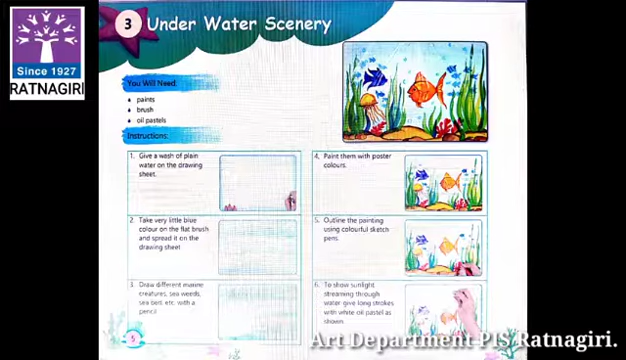 Since 1927
RATNAGIRI
3 Under Water Scenery
You Will Need:
paints
brush
oil pastels
Instructions:
1. Give a wash of plain
water on the drawing
sheet.
2. Take very little blue
colour on the flat brush
and spread it on the
drawing sheet
3. Draw different marine
creatures, sea weeds,
sea bed, etc. with a
pencil
4. Paint them with poster
colours.
5. Outline the painting
using colourful sketch
pens.
6. To show sunlight
streaming through
water give long strokes
with white oil pastel as
shown.
5
Art Department PIS Ratnagiri.